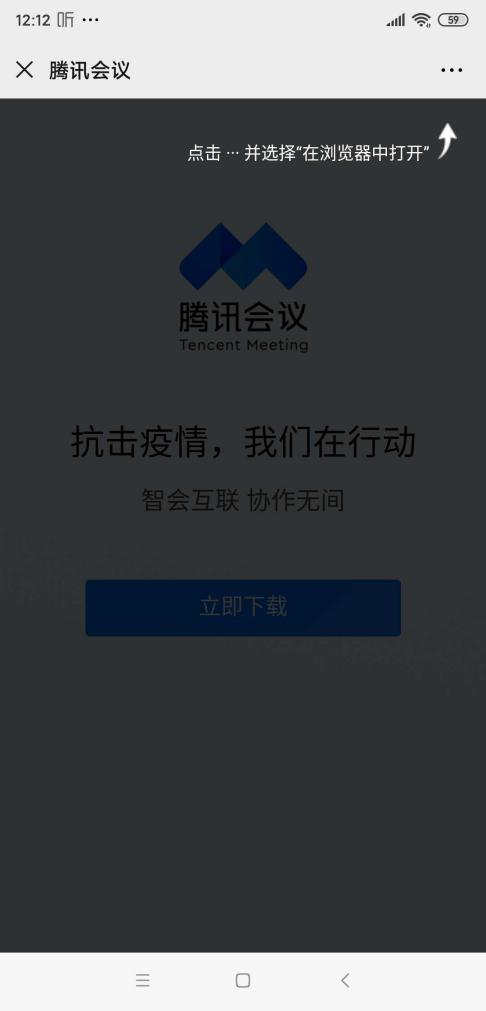 12:12 听 ···
59
腾讯会议
点击 ··· 并选择“在浏览器中打开”
腾讯会议
Tencent Meeting
抗击疫情，我们在行动
智会互联 协作无间
立即下载